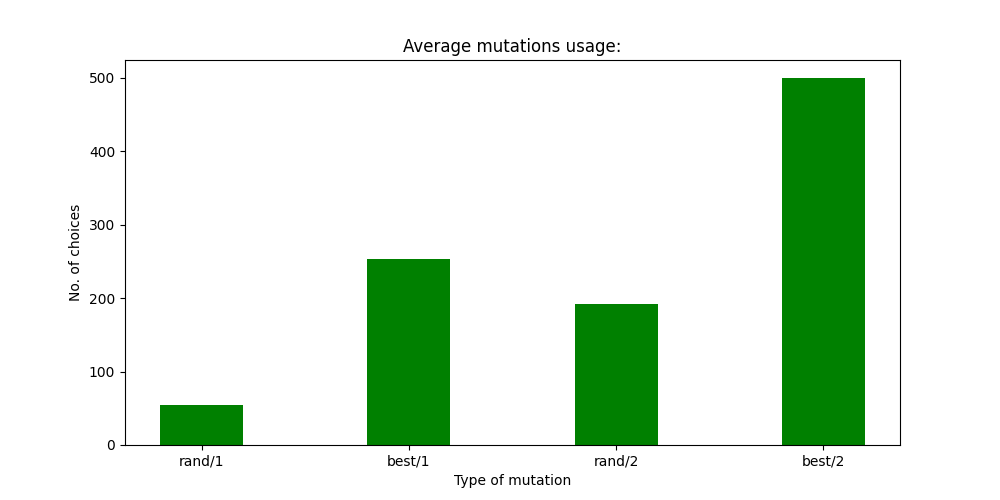 Average mutations usage:
500
400
300
200
100
0
No. of choices
rand/1
best/1
rand/2
best/2
Type of mutation